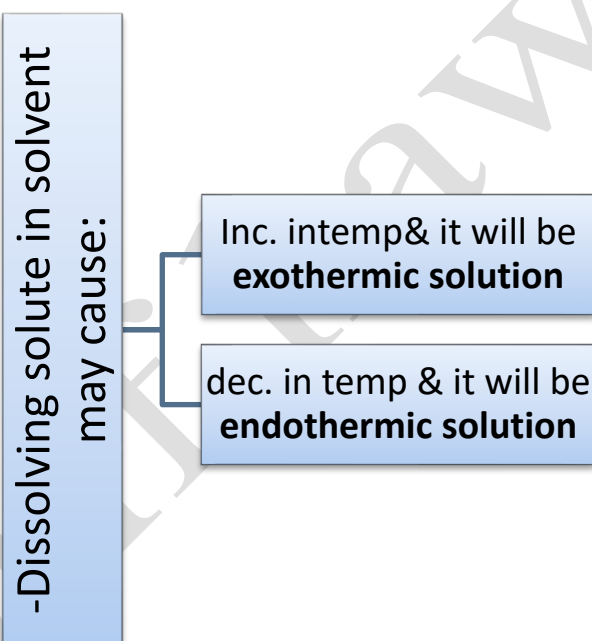 -Dissolving solute in solvent
may cause:
Inc. intemp& it will be
exothermic solution
dec. in temp & it will be
endothermic solution